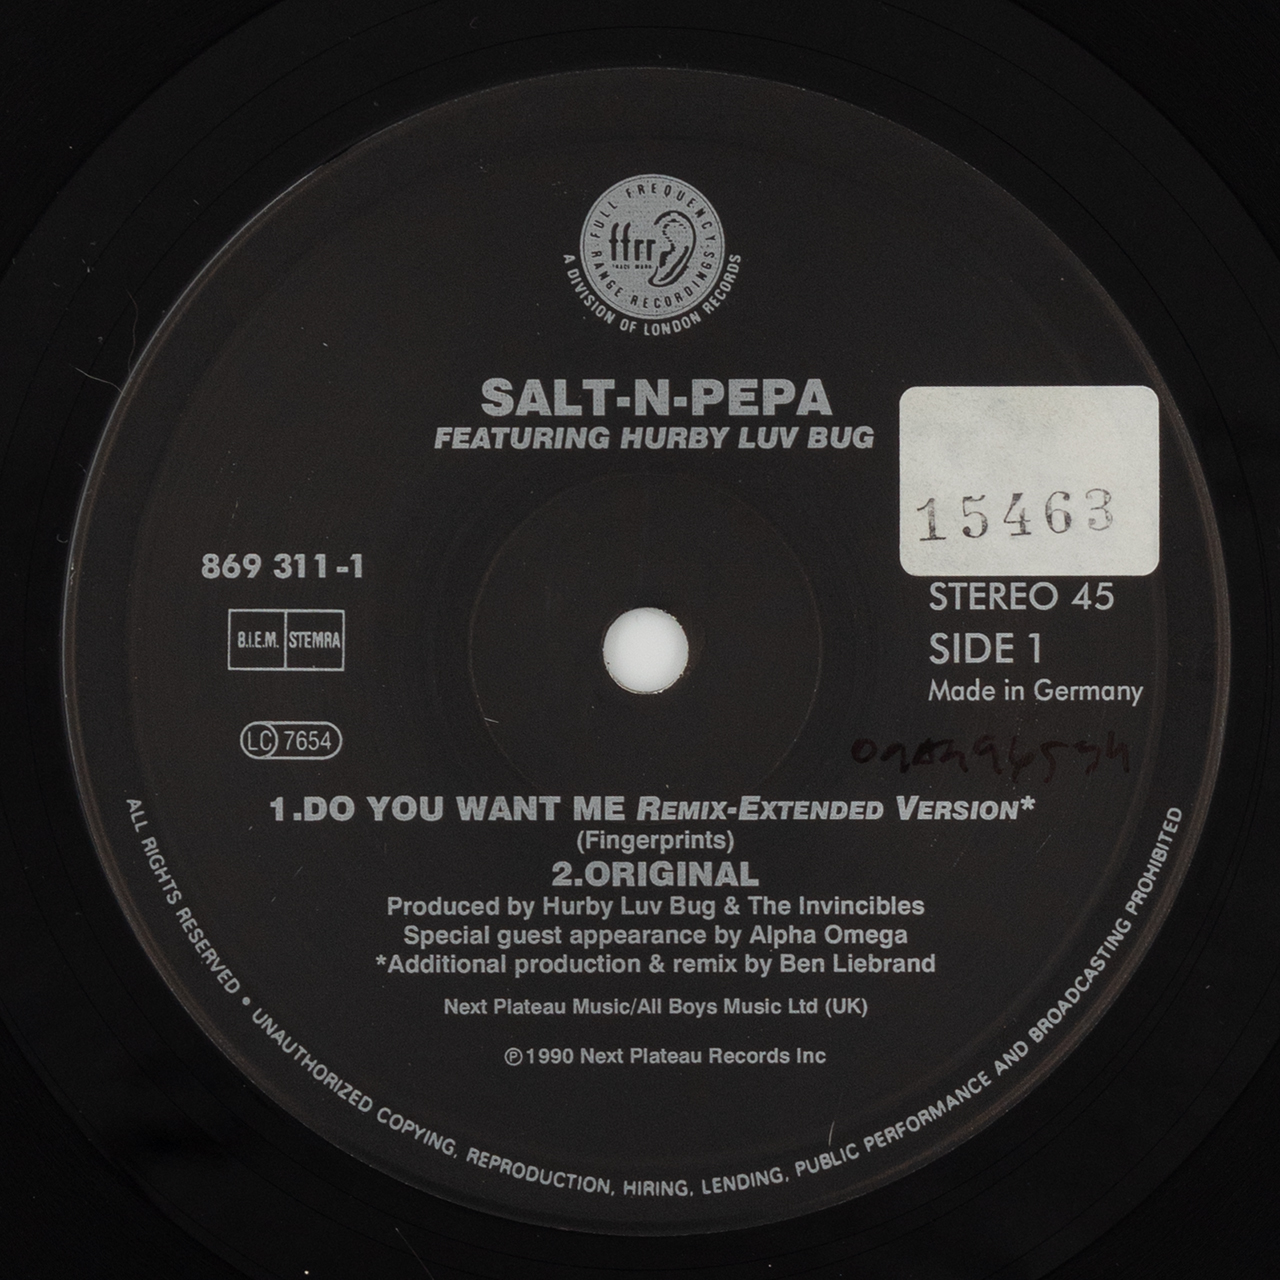 FULL FREQUENCY
ffrr
TRADE MARK
RANGE RECORDINGS
A DIVISION OF LONDON RECORDS
SALT-N-PEPA
FEATURING HURBY LUV BUG
15463
869 311-1
B.I.E.M. STEMRA
LC 7654
STEREO 45
SIDE 1
Made in Germany
1.DO YOU WANT ME REMIX-EXTENDED VERSION*
(Fingerprints)
2.ORIGINAL
Produced by Hurby Luv Bug & The Invincibles
Special guest appearance by Alpha Omega
*Additional production & remix by Ben Liebrand
Next Plateau Music/All Boys Music Ltd (UK)
℗1990 Next Plateau Records Inc
ALL RIGHTS RESERVED • UNAUTHORIZED COPYING, REPRODUCTION, HIRING, LENDING, PUBLIC PERFORMANCE AND BROADCASTING PROHIBITED